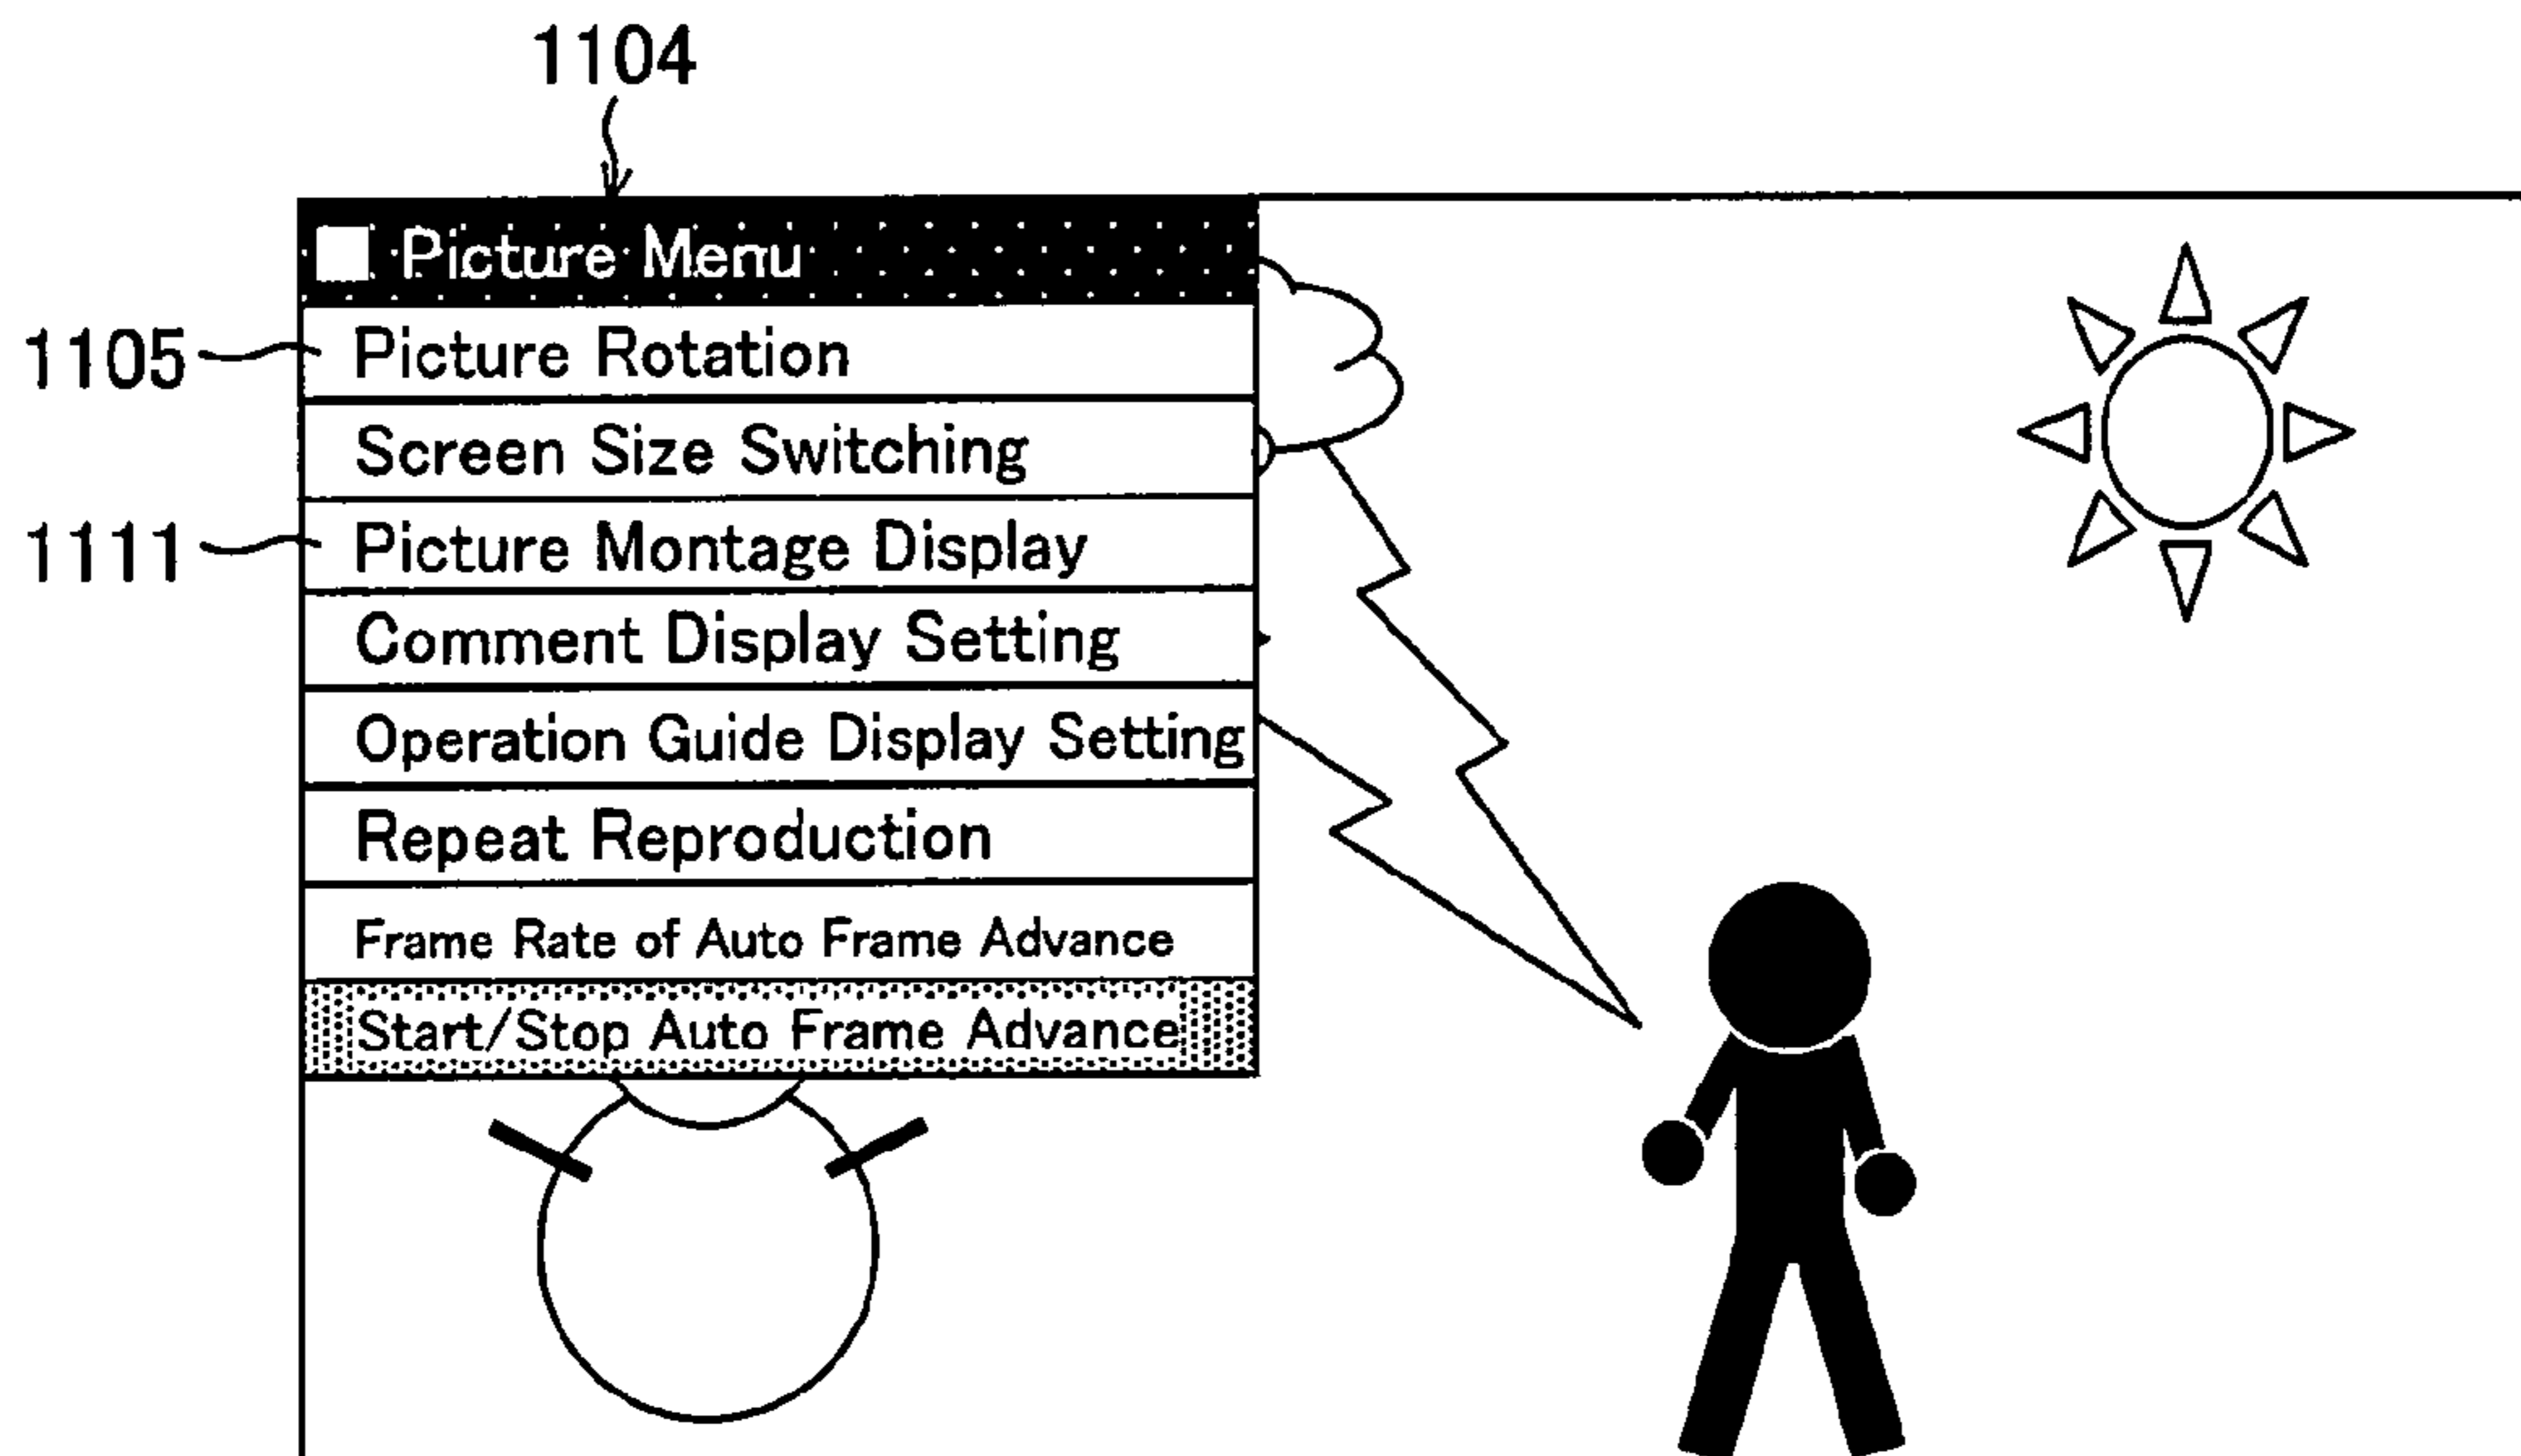 1104
Picture Menu
1105 Picture Rotation
Screen Size Switching
1111 Picture Montage Display
Comment Display Setting
Operation Guide Display Setting
Repeat Reproduction
Frame Rate of Auto Frame Advance
Start/Stop Auto Frame Advance